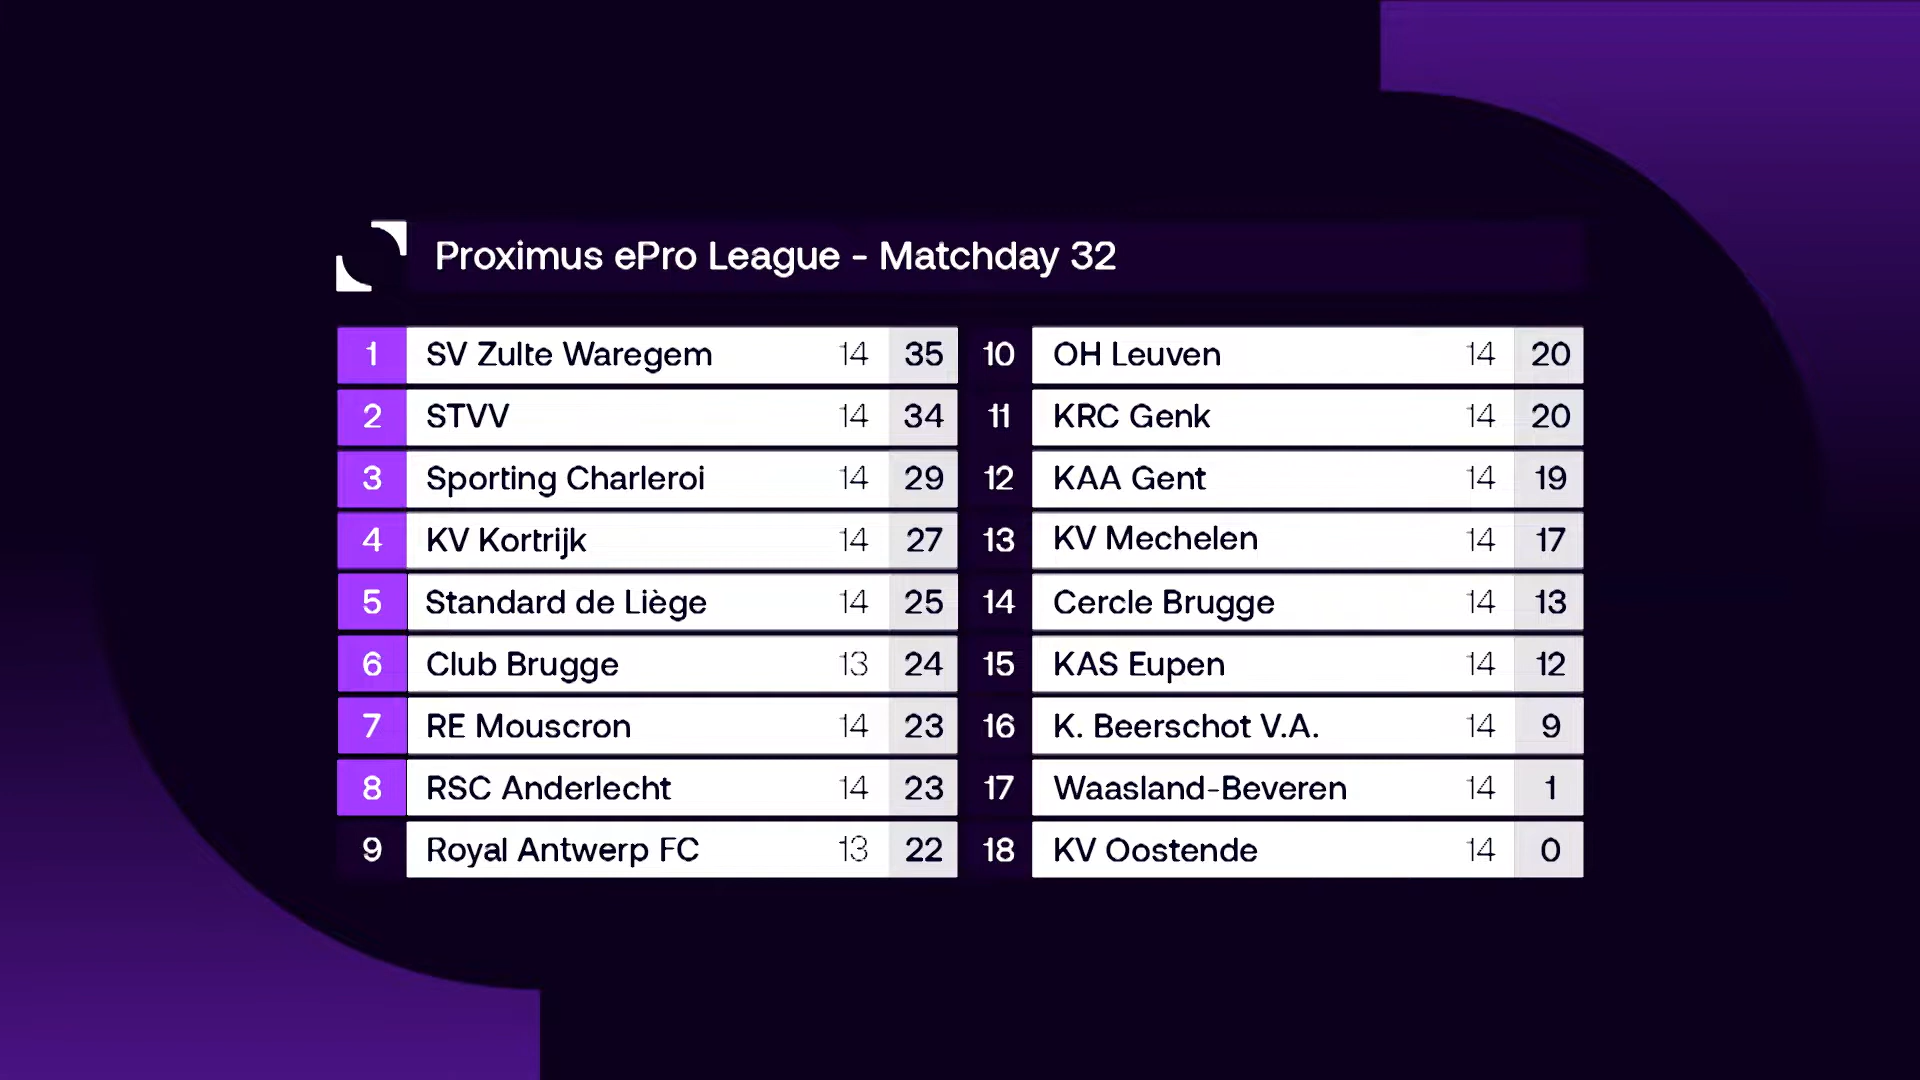 Proximus ePro League - Matchday 32
1 SV Zulte Waregem 14 35
2 STVV 14 34
3 Sporting Charleroi 14 29
4 KV Kortrijk 14 27
5 Standard de Liège 14 25
6 Club Brugge 13 24
7 RE Mouscron 14 23
8 RSC Anderlecht 14 23
9 Royal Antwerp FC 13 22
10 OH Leuven 14 20
11 KRC Genk 14 20
12 KAA Gent 14 19
13 KV Mechelen 14 17
14 Cercle Brugge 14 13
15 KAS Eupen 14 12
16 K. Beerschot V.A. 14 9
17 Waasland-Beveren 14 1
18 KV Oostende 14 0